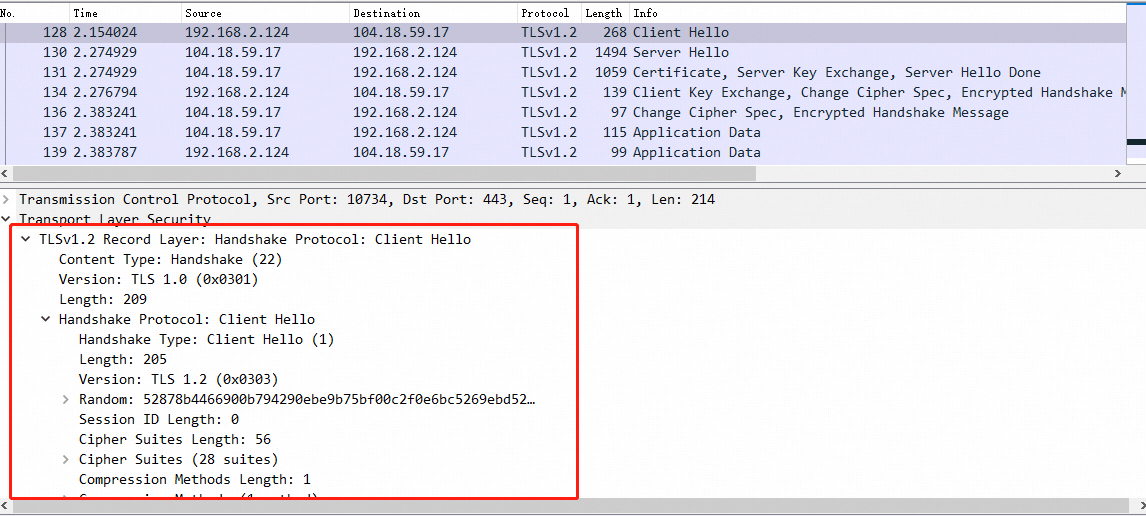 No. Time Source Destination Protocol Length Info
128 2.154024 192.168.2.124 104.18.59.17 TLSv1.2 268 Client Hello
130 2.274929 104.18.59.17 192.168.2.124 TLSv1.2 1494 Server Hello
131 2.274929 104.18.59.17 192.168.2.124 TLSv1.2 1059 Certificate, Server Key Exchange, Server Hello Done
134 2.276794 192.168.2.124 104.18.59.17 TLSv1.2 139 Client Key Exchange, Change Cipher Spec, Encrypted Handshake M
136 2.383241 104.18.59.17 192.168.2.124 TLSv1.2 97 Change Cipher Spec, Encrypted Handshake Message
137 2.383241 104.18.59.17 192.168.2.124 TLSv1.2 115 Application Data
139 2.383787 192.168.2.124 104.18.59.17 TLSv1.2 99 Application Data
Transmission Control Protocol, Src Port: 10734, Dst Port: 443, Seq: 1, Ack: 1, Len: 214
Transport Layer Security
TLSv1.2 Record Layer: Handshake Protocol: Client Hello
Content Type: Handshake (22)
Version: TLS 1.0 (0x0301)
Length: 209
Handshake Protocol: Client Hello
Handshake Type: Client Hello (1)
Length: 205
Version: TLS 1.2 (0x0303)
Random: 52878b4466900b794290ebe9b75bf00c2f0e6bc5269ebd52…
Session ID Length: 0
Cipher Suites Length: 56
Cipher Suites (28 suites)
Compression Methods Length: 1
Compression Methods (1 method)